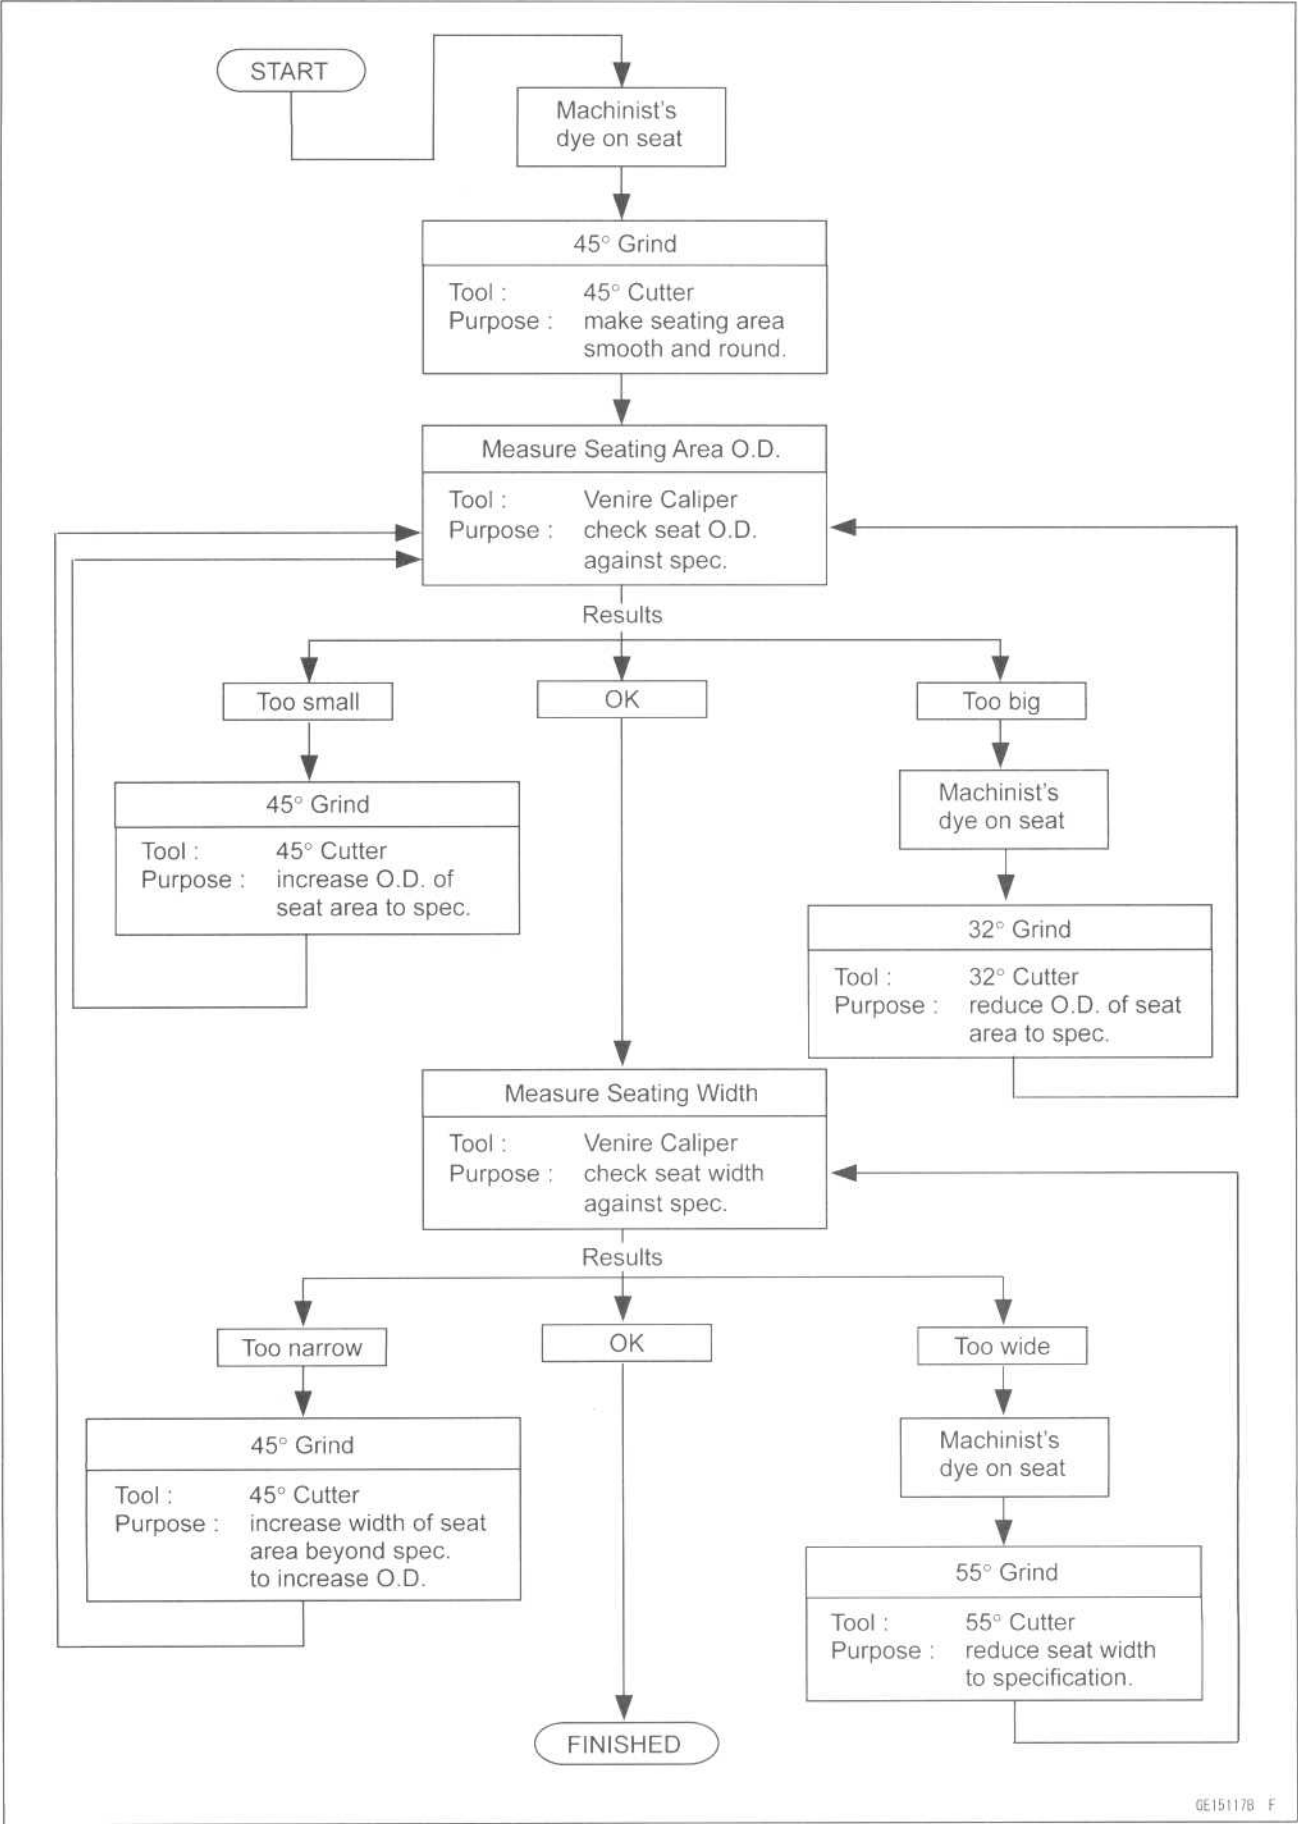 START
Machinist's
dye on seat
45° Grind
Tool : 45° Cutter
Purpose : make seating area
smooth and round.
Measure Seating Area O.D.
Tool : Venire Caliper
Purpose : check seat O.D.
against spec.
Results
Too small
OK
Too big
45° Grind
Tool : 45° Cutter
Purpose : increase O.D. of
seat area to spec.
Machinist's
dye on seat
32° Grind
Tool : 32° Cutter
Purpose : reduce O.D. of seat
area to spec.
Measure Seating Width
Tool : Venire Caliper
Purpose : check seat width
against spec.
Results
Too narrow
OK
Too wide
45° Grind
Tool : 45° Cutter
Purpose : increase width of seat
area beyond spec.
to increase O.D.
Machinist's
dye on seat
55° Grind
Tool : 55° Cutter
Purpose : reduce seat width
to specification.
FINISHED
GE15117B F